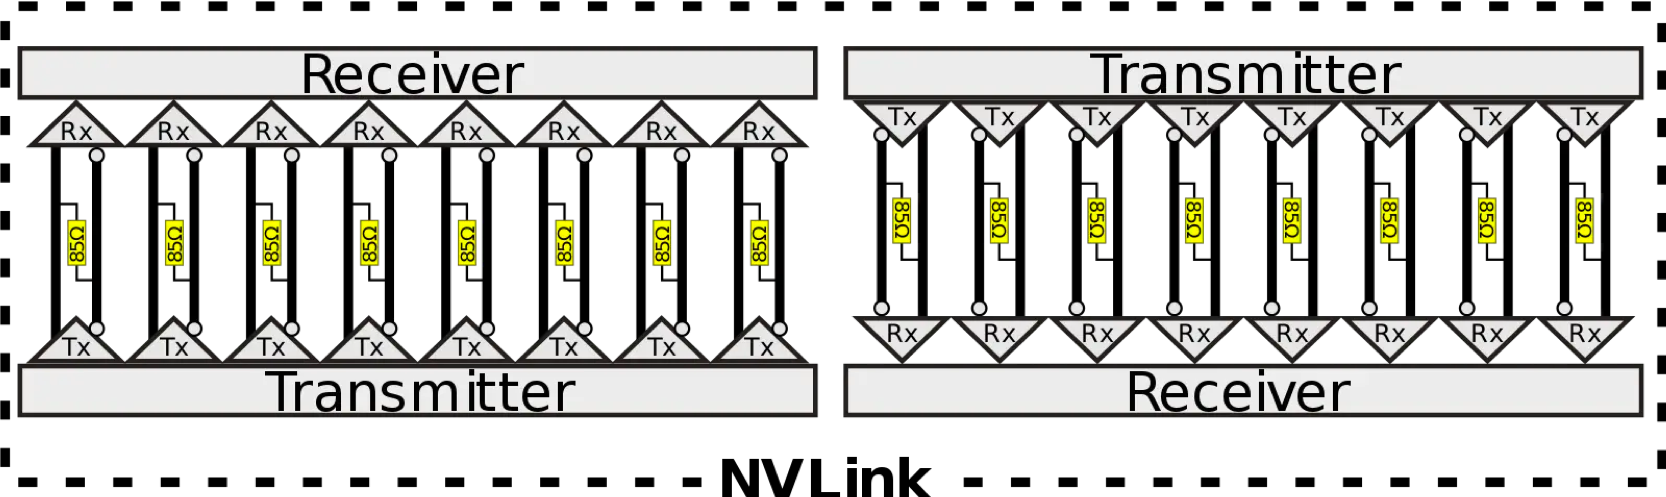 Receiver Transmitter
Rx Rx Rx Rx Rx Rx Rx Rx Tx Tx Tx Tx Tx Tx Tx Tx
85Ω 85Ω 85Ω 85Ω 85Ω 85Ω 85Ω 85Ω 85Ω 85Ω 85Ω 85Ω 85Ω 85Ω 85Ω 85Ω
Tx Tx Tx Tx Tx Tx Tx Tx Rx Rx Rx Rx Rx Rx Rx Rx
Transmitter Receiver
NVLink